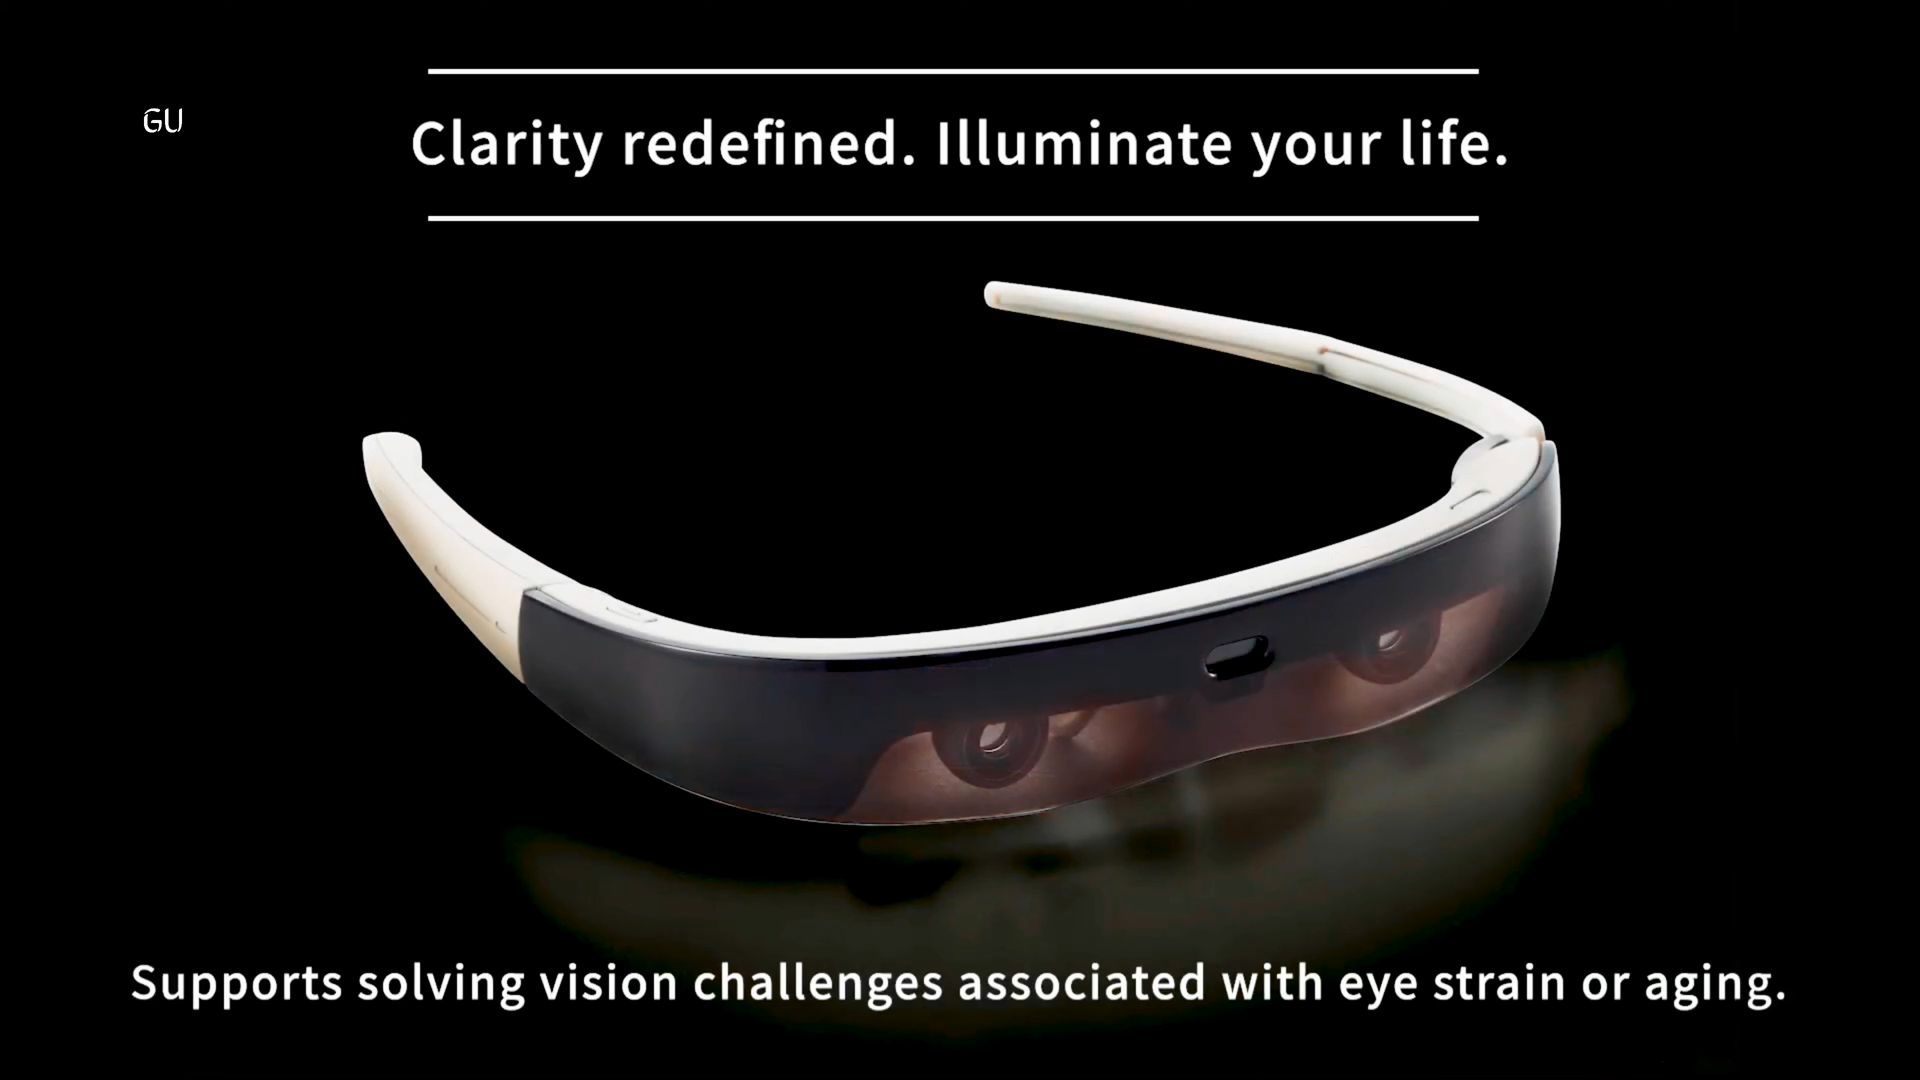 GU
Clarity redefined. Illuminate your life.
Supports solving vision challenges associated with eye strain or aging.